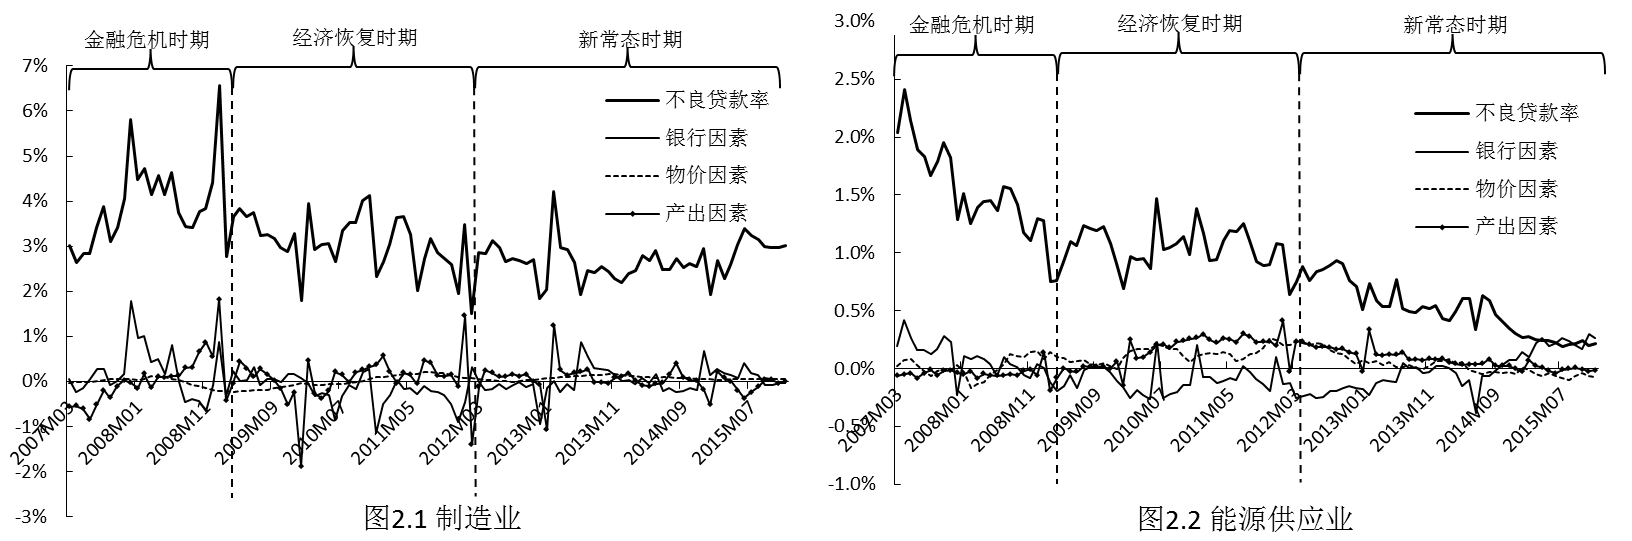 金融危机时期
经济恢复时期
新常态时期
7%
6%
5%
4%
3%
2%
1%
0%
-1%
-2%
-3%
不良贷款率
银行因素
物价因素
产出因素
2007M03
2008M01
2008M11
2009M09
2010M07
2011M05
2012M03
2013M01
2013M11
2014M09
2015M07
图2.1 制造业
金融危机时期
经济恢复时期
新常态时期
3.0%
2.5%
2.0%
1.5%
1.0%
0.5%
0.0%
-0.5%
-1.0%
不良贷款率
银行因素
物价因素
产出因素
2007M03
2008M01
2008M11
2009M09
2010M07
2011M05
2012M03
2013M01
2013M11
2014M09
2015M07
图2.2 能源供应业